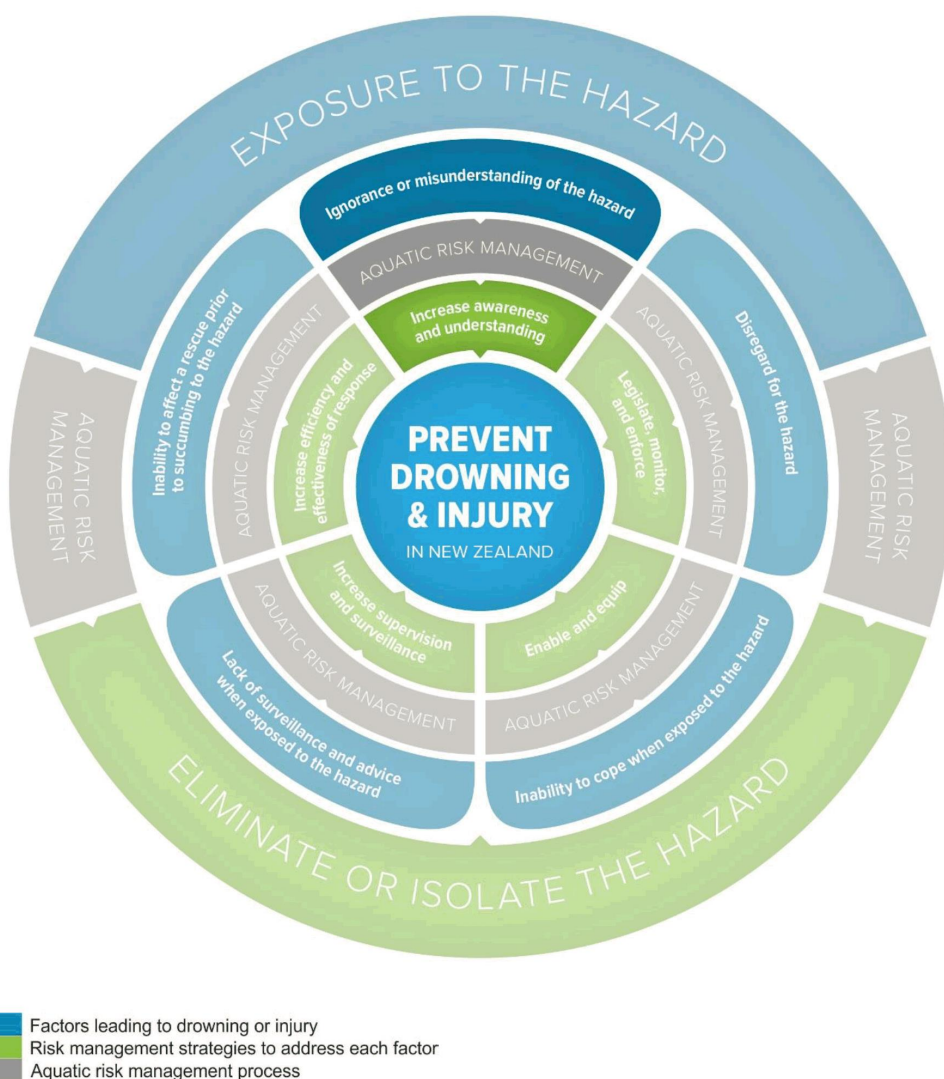 EXPOSURE TO THE HAZARD
Ignorance or misunderstanding of the hazard
AQUATIC RISK MANAGEMENT
Increase awareness
and understanding
Disregard for the hazard
AQUATIC RISK MANAGEMENT
Legislate, monitor,
and enforce
Inability to cope when exposed to the hazard
AQUATIC RISK MANAGEMENT
Enable and equip
Lack of surveillance and advice
when exposed to the hazard
AQUATIC RISK MANAGEMENT
Increase supervision
and surveillance
Inability to affect a rescue prior
to succumbing to the hazard
AQUATIC RISK MANAGEMENT
Increase efficiency and
effectiveness of response
PREVENT
DROWNING
& INJURY
IN NEW ZEALAND
AQUATIC RISK
MANAGEMENT
AQUATIC RISK
MANAGEMENT
ELIMINATE OR ISOLATE THE HAZARD
Factors leading to drowning or injury
Risk management strategies to address each factor
Aquatic risk management process